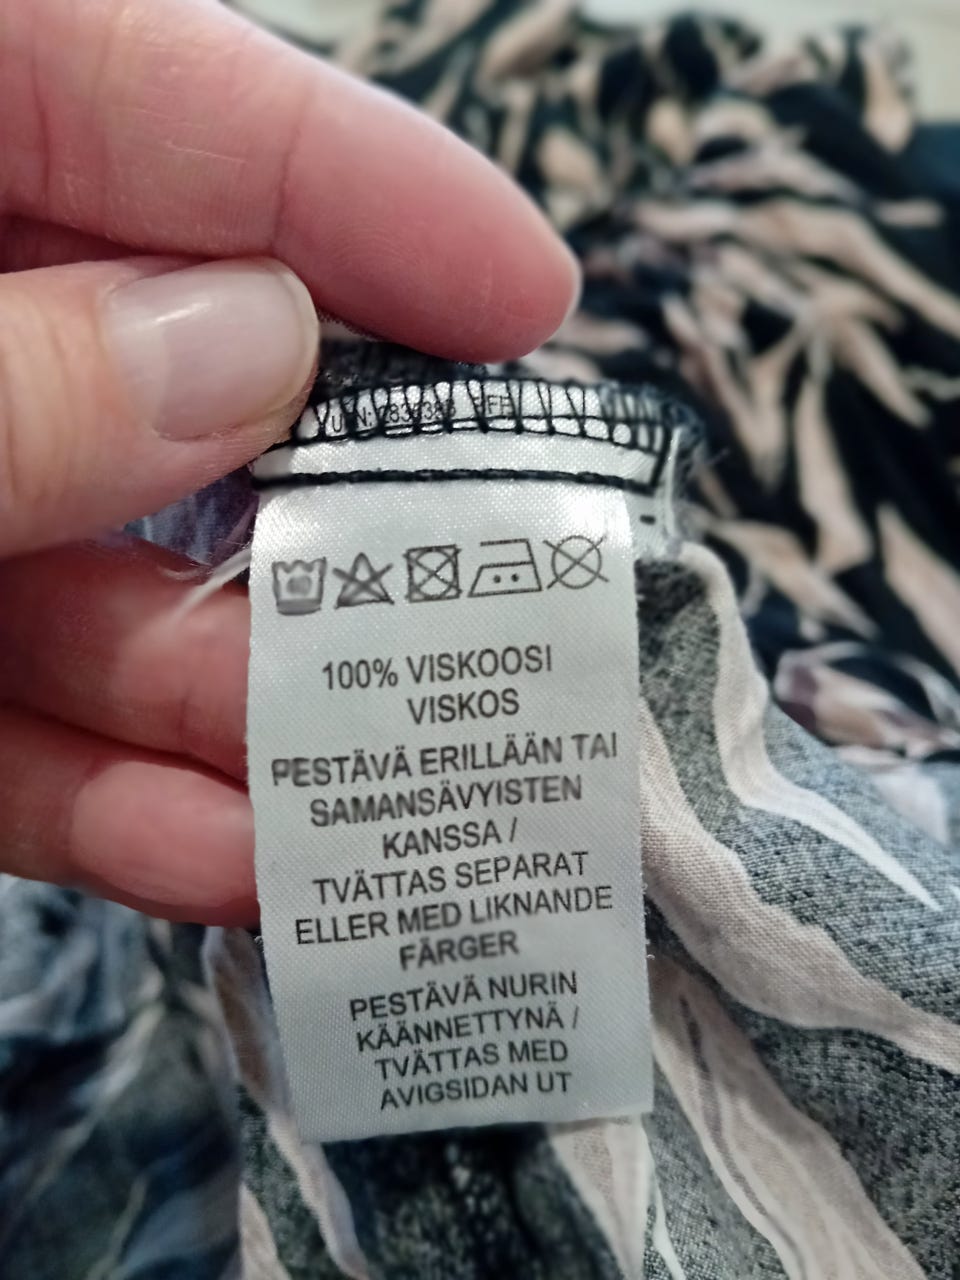 40
100% VISKOOSI
VISKOS
PESTÄVÄ ERILLÄÄN TAI
SAMANSÄVYISTEN
KANSSA /
TVÄTTAS SEPARAT
ELLER MED LIKNANDE
FÄRGER
PESTÄVÄ NURIN
KÄÄNNETTYNÄ /
TVÄTTAS MED
AVIGSIDAN UT